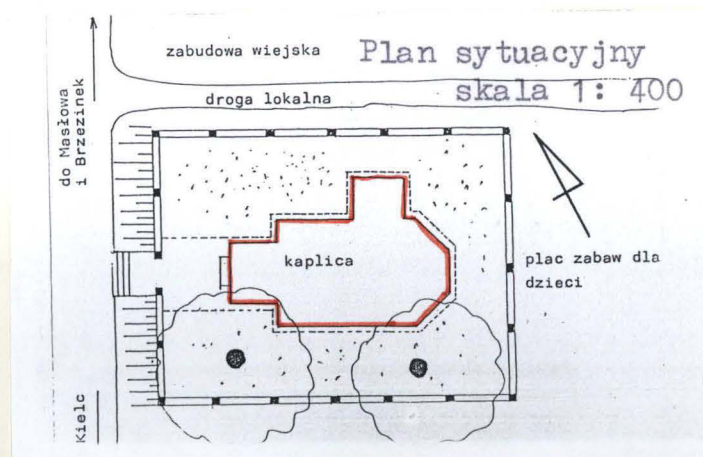 zabudowa wiejska
Plan sytuacyjny
skala 1: 400
droga lokalna
do Masłowa
i Brzezinek
kaplica
plac zabaw dla
dzieci
Kielc